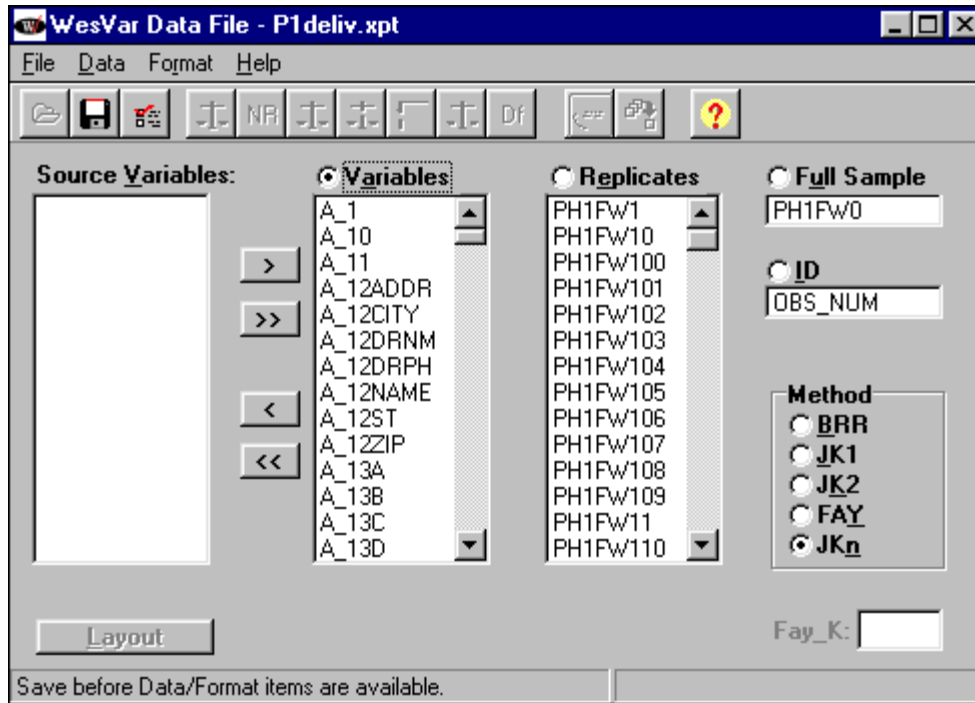 WesVar Data File - P1deliv.xpt
File Data Format Help
NR Df ?
Source Variables:
Variables
Replicates
Full Sample
A_1
A_10
A_11
A_12ADDR
A_12CITY
A_12DRNM
A_12DRPH
A_12NAME
A_12ST
A_12ZIP
A_13A
A_13B
A_13C
A_13D
PH1FW1
PH1FW10
PH1FW100
PH1FW101
PH1FW102
PH1FW103
PH1FW104
PH1FW105
PH1FW106
PH1FW107
PH1FW108
PH1FW109
PH1FW11
PH1FW110
PH1FW0
ID
OBS_NUM
>
>>
<
<<
Method
BRR
JK1
JK2
FAY
JKn
Layout
Fay_K:
Save before Data/Format items are available.